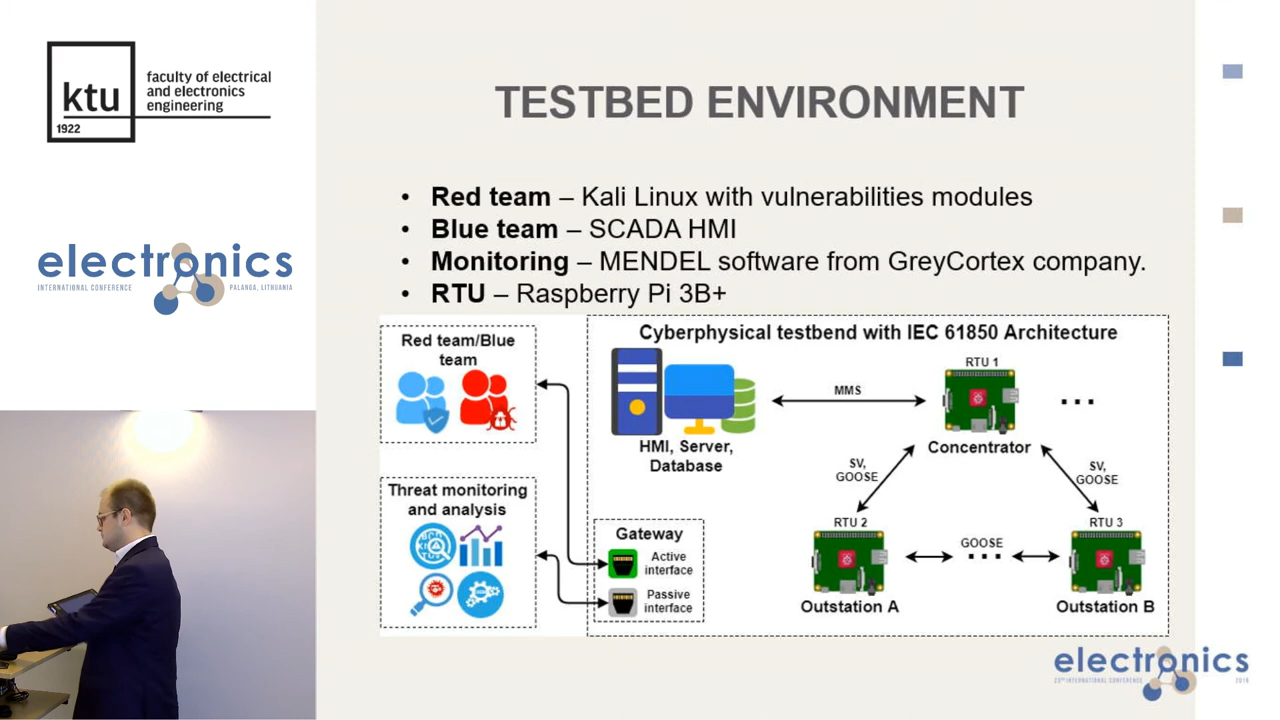 ktu
1922
faculty of electrical
and electronics
engineering
electronics
INTERNATIONAL CONFERENCE
PALANGA, LITHUANIA
TESTBED ENVIRONMENT
• Red team – Kali Linux with vulnerabilities modules
• Blue team – SCADA HMI
• Monitoring – MENDEL software from GreyCortex company.
• RTU – Raspberry Pi 3B+
Red team/Blue
team
Threat monitoring
and analysis
Cyberphysical testbend with IEC 61850 Architecture
HMI, Server,
Database
MMS
RTU 1
Concentrator
...
SV,
GOOSE
SV,
GOOSE
Gateway
Active
interface
Passive
interface
RTU 2
Outstation A
GOOSE
...
RTU 3
Outstation B
electronics
INTERNATIONAL CONFERENCE